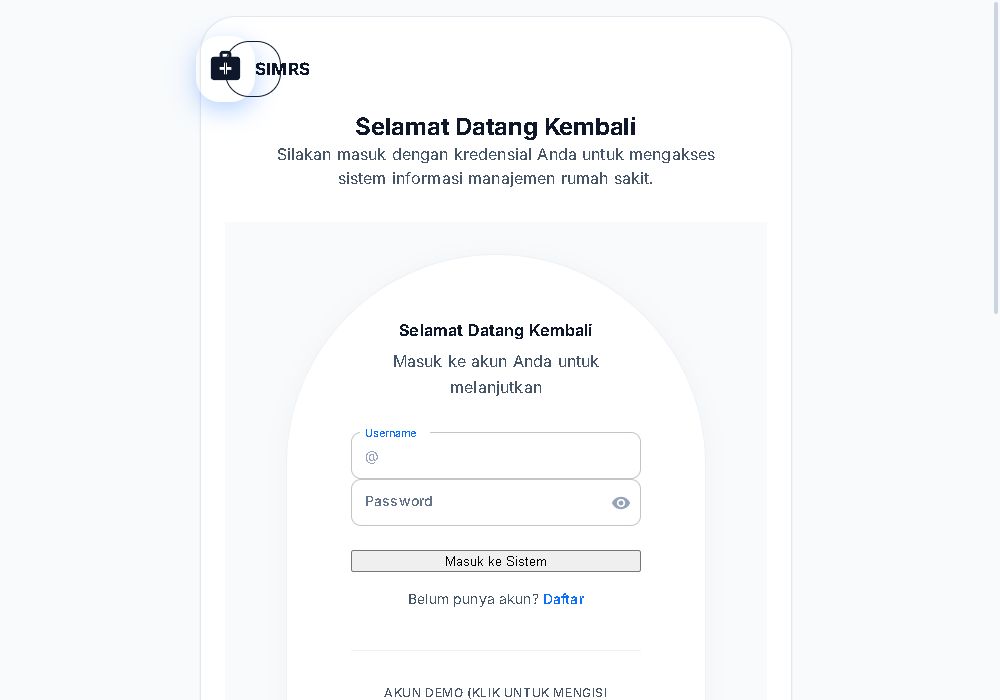 SIMRS
Selamat Datang Kembali
Silakan masuk dengan kredensial Anda untuk mengakses
sistem informasi manajemen rumah sakit.
Selamat Datang Kembali
Masuk ke akun Anda untuk
melanjutkan
Username
@
Password
Masuk ke Sistem
Belum punya akun? Daftar
AKUN DEMO (KLIK UNTUK MENGISI